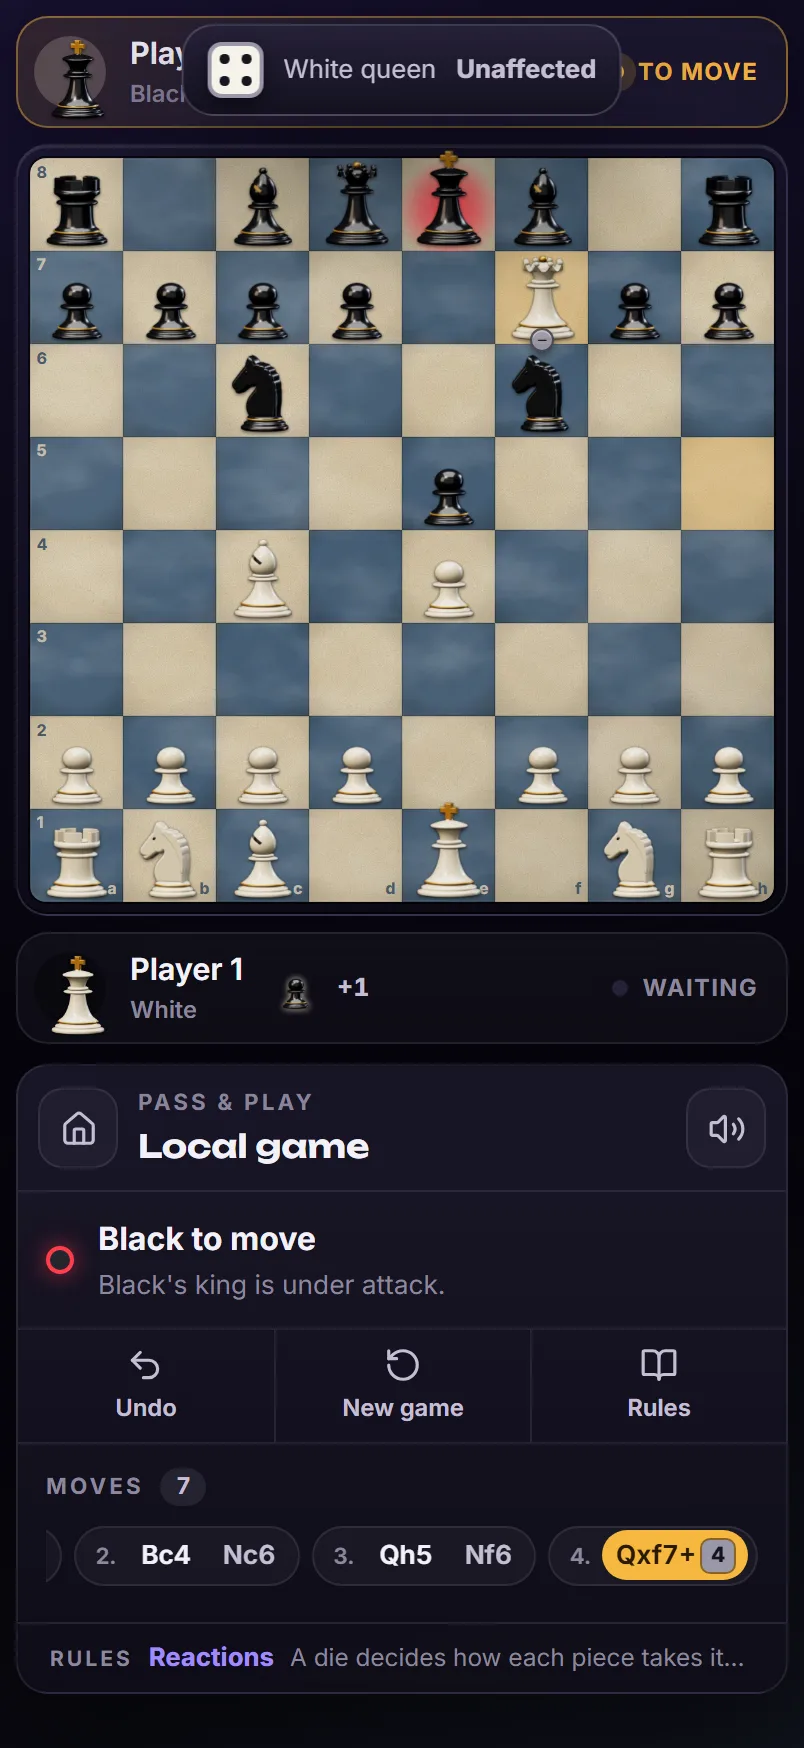 White queen Unaffected
TO MOVE
8
7
6
5
4
3
2
1
a b c d e f g h
Player 1
White
+1
WAITING
PASS & PLAY
Local game
Black to move
Black's king is under attack.
Undo
New game
Rules
MOVES 7
2. Bc4 Nc6 3. Qh5 Nf6 4. Qxf7+ 4
RULES Reactions A die decides how each piece takes it...